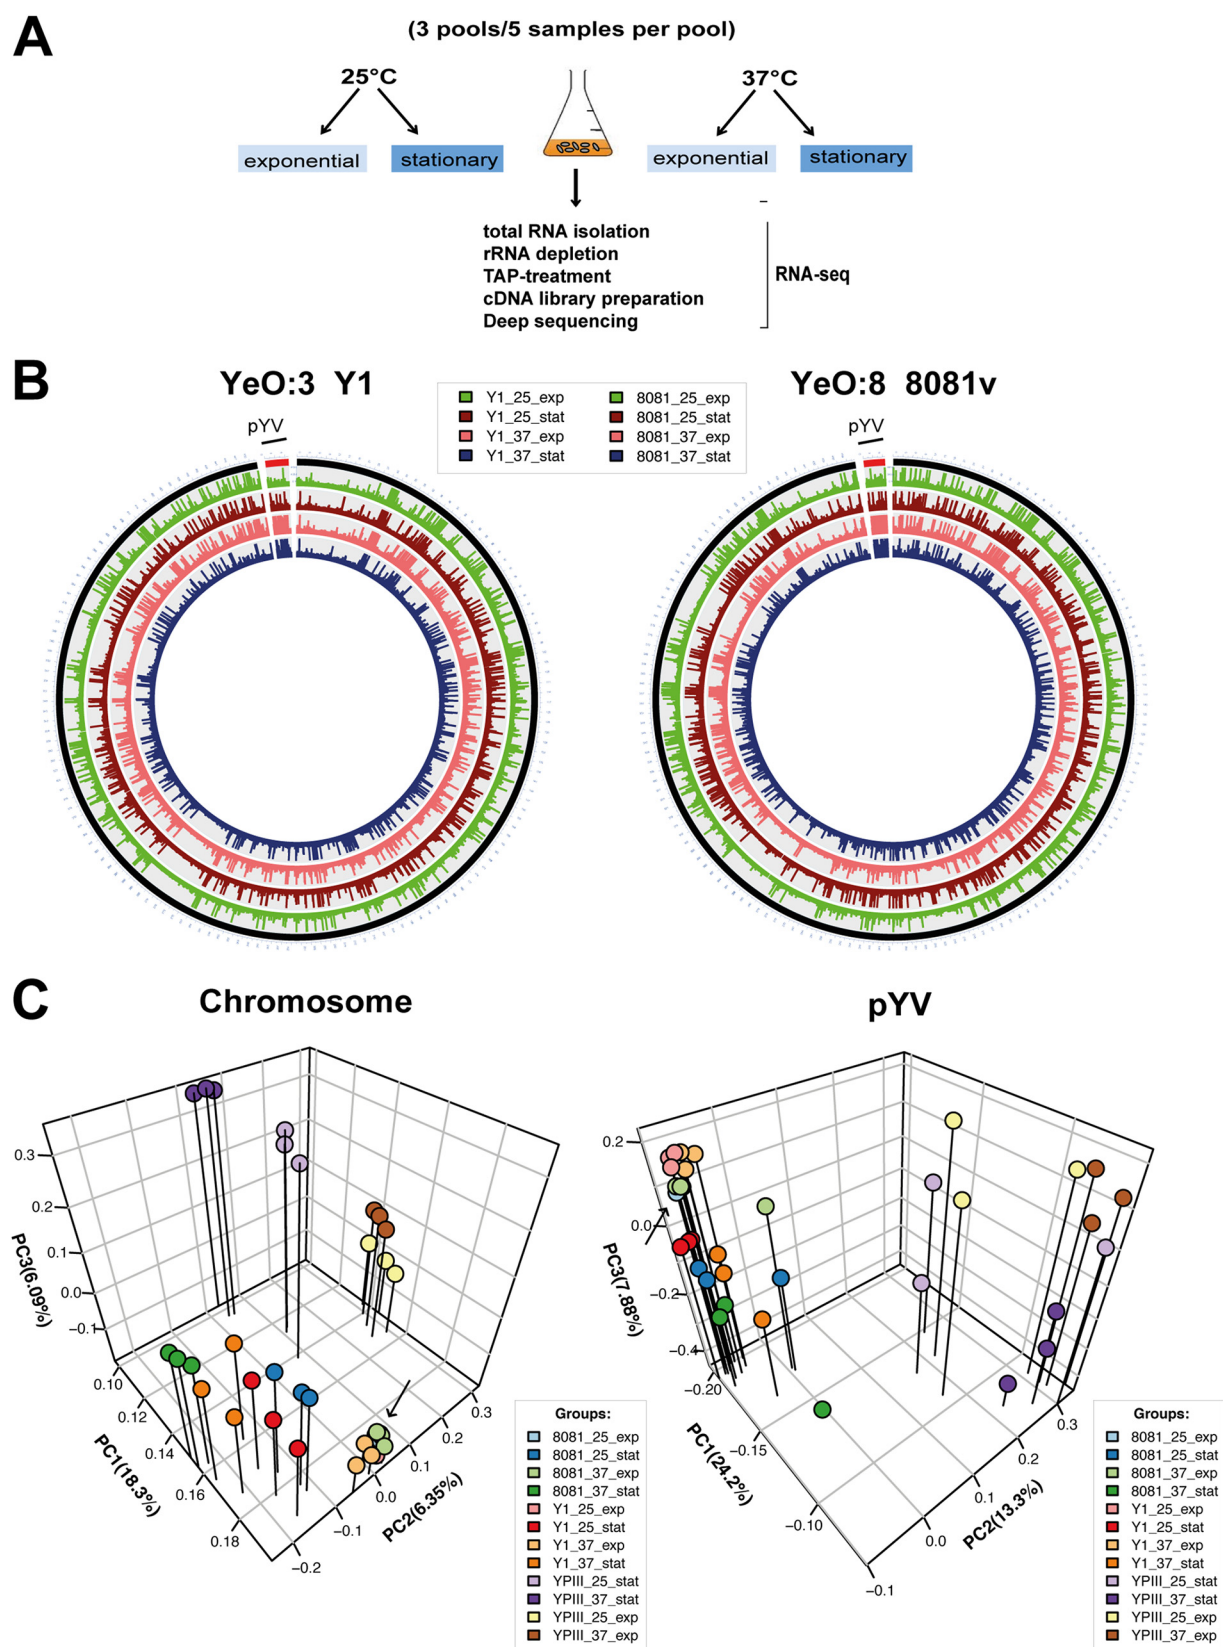 A
(3 pools/5 samples per pool)
25°C
37°C
exponential
stationary
exponential
stationary
total RNA isolation
rRNA depletion
TAP-treatment
cDNA library preparation
Deep sequencing
RNA-seq
B
YeO:3 Y1
YeO:8 8081v
pYV
pYV
Y1_25_exp
Y1_25_stat
Y1_37_exp
Y1_37_stat
8081_25_exp
8081_25_stat
8081_37_exp
8081_37_stat
C
Chromosome
pYV
PC3(6.09%)
0.3
0.2
0.1
0.0
−0.1
PC1(18.3%)
0.10
0.12
0.14
0.16
0.18
PC2(6.35%)
−0.2
−0.1
0.0
0.1
0.2
0.3
Groups:
8081_25_exp
8081_25_stat
8081_37_exp
8081_37_stat
Y1_25_exp
Y1_25_stat
Y1_37_exp
Y1_37_stat
YPIII_25_stat
YPIII_37_stat
YPIII_25_exp
YPIII_37_exp
PC3(7.88%)
0.2
0.0
−0.2
−0.4
PC1(24.2%)
−0.20
−0.15
−0.10
PC2(13.3%)
−0.1
0.0
0.1
0.2
0.3
Groups:
8081_25_exp
8081_25_stat
8081_37_exp
8081_37_stat
Y1_25_exp
Y1_25_stat
Y1_37_exp
Y1_37_stat
YPIII_25_stat
YPIII_37_stat
YPIII_25_exp
YPIII_37_exp